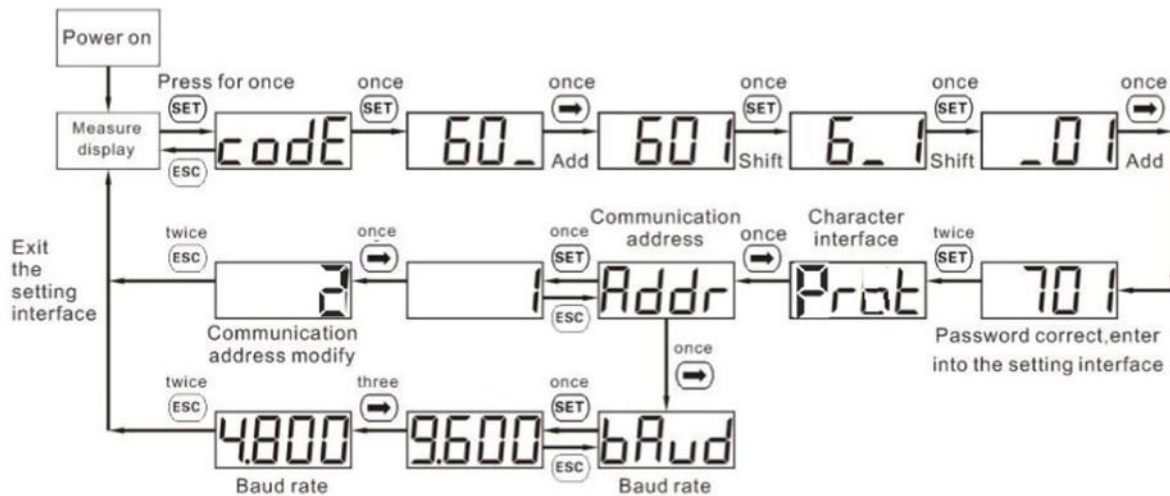 Power on
Press for once
once
once
once
once
once
SET
SET
SET
SET
Measure
display
codE
60_
601
6_1
_01
ESC
Add
Shift
Shift
Add
Exit
the
setting
interface
twice
ESC
once
once
SET
Communication
address
once
Character
interface
twice
SET
2
1
Addr
Prot
701
ESC
Communication
address modify
Password correct,enter
into the setting interface
once
twice
ESC
three
once
SET
4.800
9.600
bAud
ESC
Baud rate
Baud rate